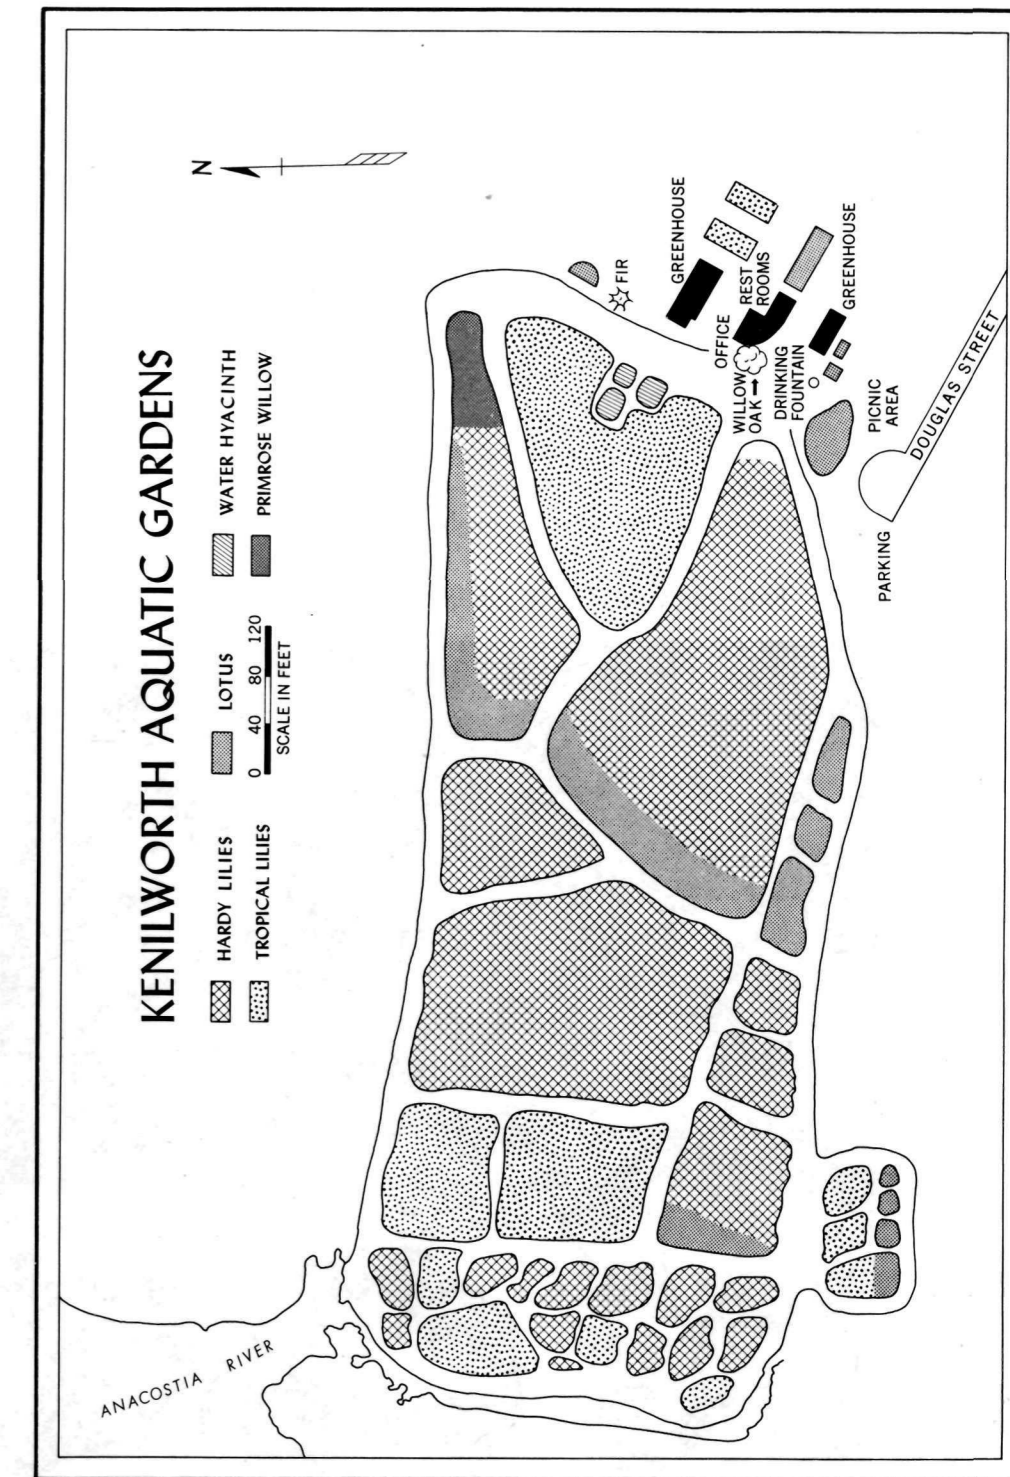 KENILWORTH AQUATIC GARDENS
HARDY LILIES
TROPICAL LILIES
LOTUS
0 40 80 120
SCALE IN FEET
WATER HYACINTH
PRIMROSE WILLOW
N
ANACOSTIA RIVER
FIR
GREENHOUSE
OFFICE
REST
ROOMS
WILLOW
OAK
DRINKING
FOUNTAIN
GREENHOUSE
PICNIC
AREA
PARKING
DOUGLAS STREET